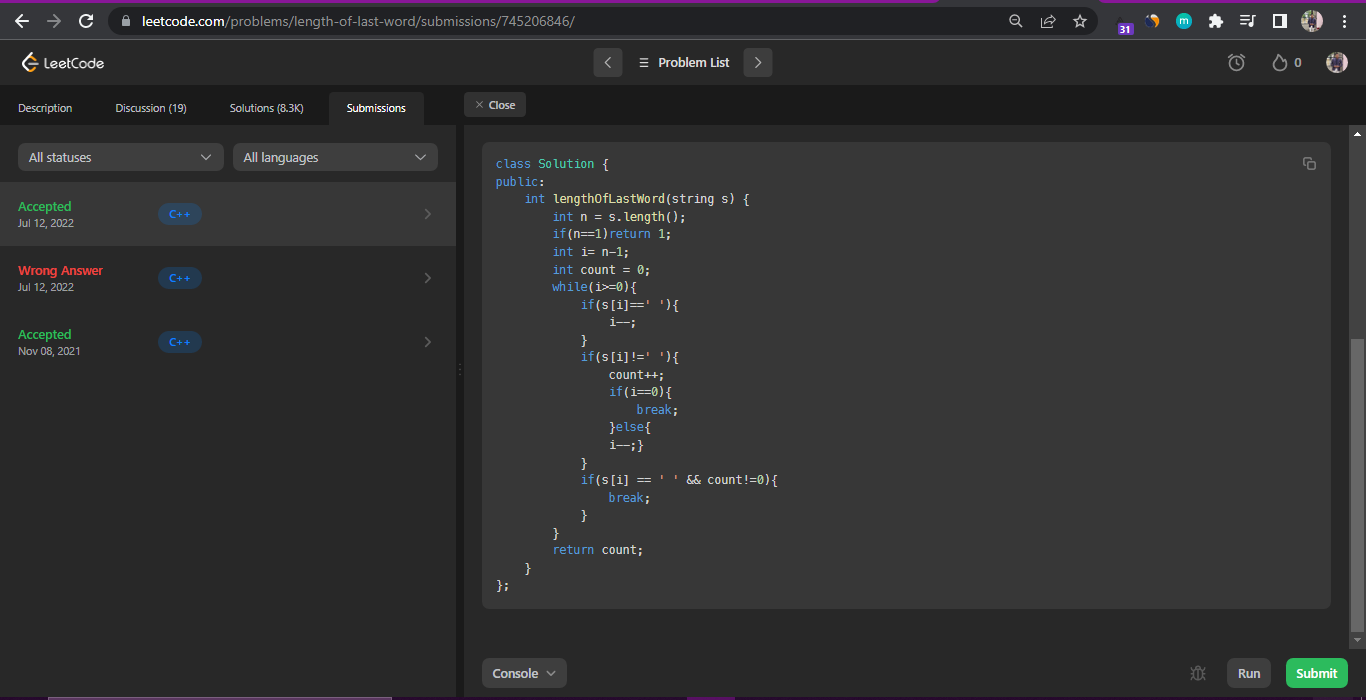 leetcode.com/problems/length-of-last-word/submissions/745206846/
31
m
LeetCode
Problem List
0
Description
Discussion (19)
Solutions (8.3K)
Submissions
Close
All statuses
All languages
Accepted
Jul 12, 2022
C++
Wrong Answer
Jul 12, 2022
C++
Accepted
Nov 08, 2021
C++
class Solution {
public:
    int lengthOfLastWord(string s) {
        int n = s.length();
        if(n==1)return 1;
        int i= n-1;
        int count = 0;
        while(i>=0){
            if(s[i]==' '){
                i--;
            }
            if(s[i]!=' '){
                count++;
                if(i==0){
                    break;
                }else{
                i--;}
            }
            if(s[i] == ' ' && count!=0){
                break;
            }
        }
        return count;
    }
};
Console
Run
Submit